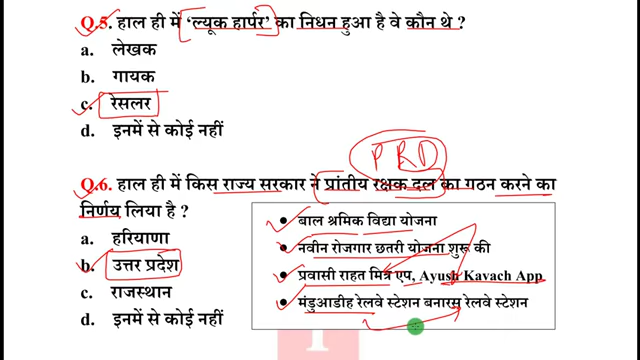 Q.5. हाल ही में ‘ल्यूक हार्पर’ का निधन हुआ है वे कौन थे ?
a. लेखक
b. गायक
c. रेसलर
d. इनमें से कोई नहीं
PRD
Q.6. हाल ही में किस राज्य सरकार ने प्रांतीय रक्षक दल का गठन करने का
निर्णय लिया है ?
a. हरियाणा
b. उत्तर प्रदेश
c. राजस्थान
d. इनमें से कोई नहीं
• बाल श्रमिक विद्या योजना
• नवीन रोजगार छतरी योजना शुरू की
• प्रवासी राहत मित्र एप, Ayush Kavach App
• मंडुआडीह रेलवे स्टेशन बनारस रेलवे स्टेशन